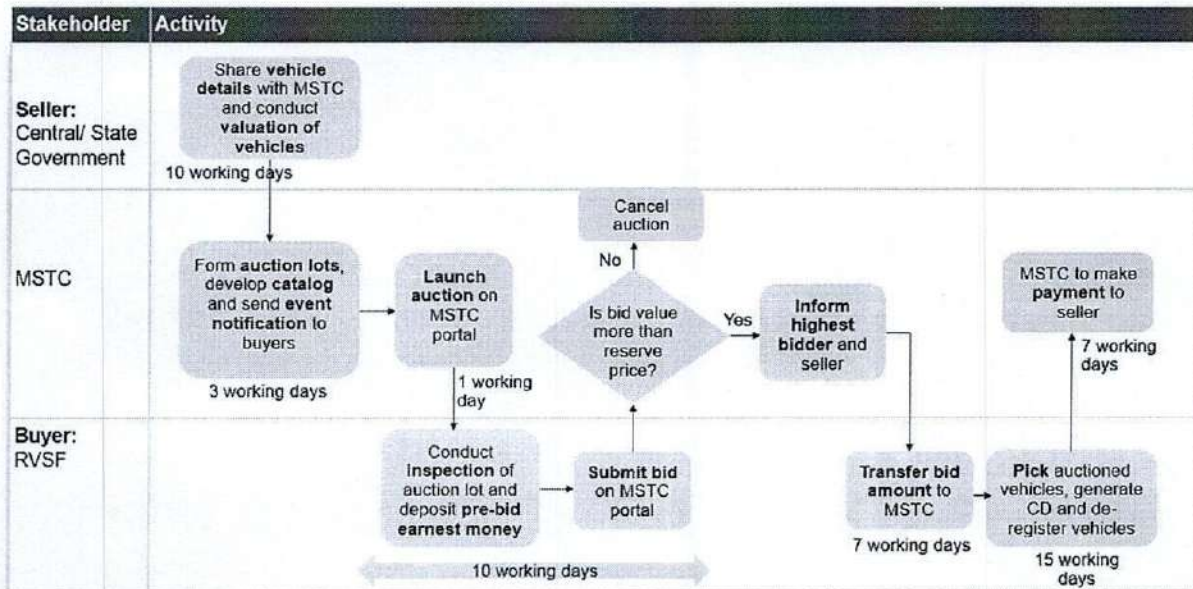 Stakeholder
Activity
Seller:
Central/ State
Government
Share vehicle
details with MSTC
and conduct
valuation of
vehicles
10 working days
MSTC
Form auction lots,
develop catalog
and send event
notification to
buyers
3 working days
Launch
auction on
MSTC
portal
1 working
day
Cancel
auction
No
Is bid value
more than
reserve
price?
Yes
Inform
highest
bidder and
seller
MSTC to make
payment to
seller
7 working
days
Buyer:
RVSF
Conduct
inspection of
auction lot and
deposit pre-bid
earnest money
Submit bid
on MSTC
portal
10 working days
Transfer bid
amount to
MSTC
7 working days
Pick auctioned
vehicles, generate
CD and de-
register vehicles
15 working
days